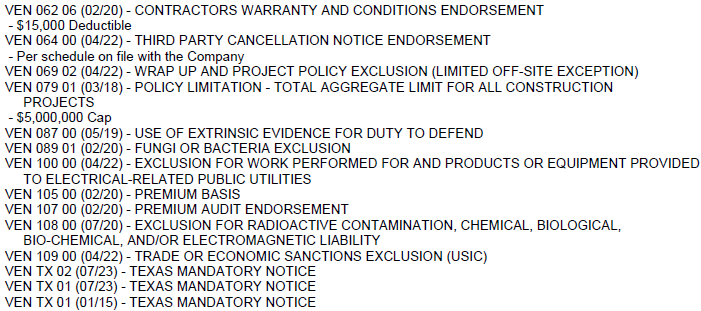 VEN 062 06 (02/20) - CONTRACTORS WARRANTY AND CONDITIONS ENDORSEMENT
- $15,000 Deductible
VEN 064 00 (04/22) - THIRD PARTY CANCELLATION NOTICE ENDORSEMENT
- Per schedule on file with the Company
VEN 069 02 (04/22) - WRAP UP AND PROJECT POLICY EXCLUSION (LIMITED OFF-SITE EXCEPTION)
VEN 079 01 (03/18) - POLICY LIMITATION - TOTAL AGGREGATE LIMIT FOR ALL CONSTRUCTION
PROJECTS
- $5,000,000 Cap
VEN 087 00 (05/19) - USE OF EXTRINSIC EVIDENCE FOR DUTY TO DEFEND
VEN 089 01 (02/20) - FUNGI OR BACTERIA EXCLUSION
VEN 100 00 (04/22) - EXCLUSION FOR WORK PERFORMED FOR AND PRODUCTS OR EQUIPMENT PROVIDED
TO ELECTRICAL-RELATED PUBLIC UTILITIES
VEN 105 00 (02/20) - PREMIUM BASIS
VEN 107 00 (02/20) - PREMIUM AUDIT ENDORSEMENT
VEN 108 00 (07/20) - EXCLUSION FOR RADIOACTIVE CONTAMINATION, CHEMICAL, BIOLOGICAL,
BIO-CHEMICAL, AND/OR ELECTROMAGNETIC LIABILITY
VEN 109 00 (04/22) - TRADE OR ECONOMIC SANCTIONS EXCLUSION (USIC)
VEN TX 02 (07/23) - TEXAS MANDATORY NOTICE
VEN TX 01 (07/23) - TEXAS MANDATORY NOTICE
VEN TX 01 (01/15) - TEXAS MANDATORY NOTICE